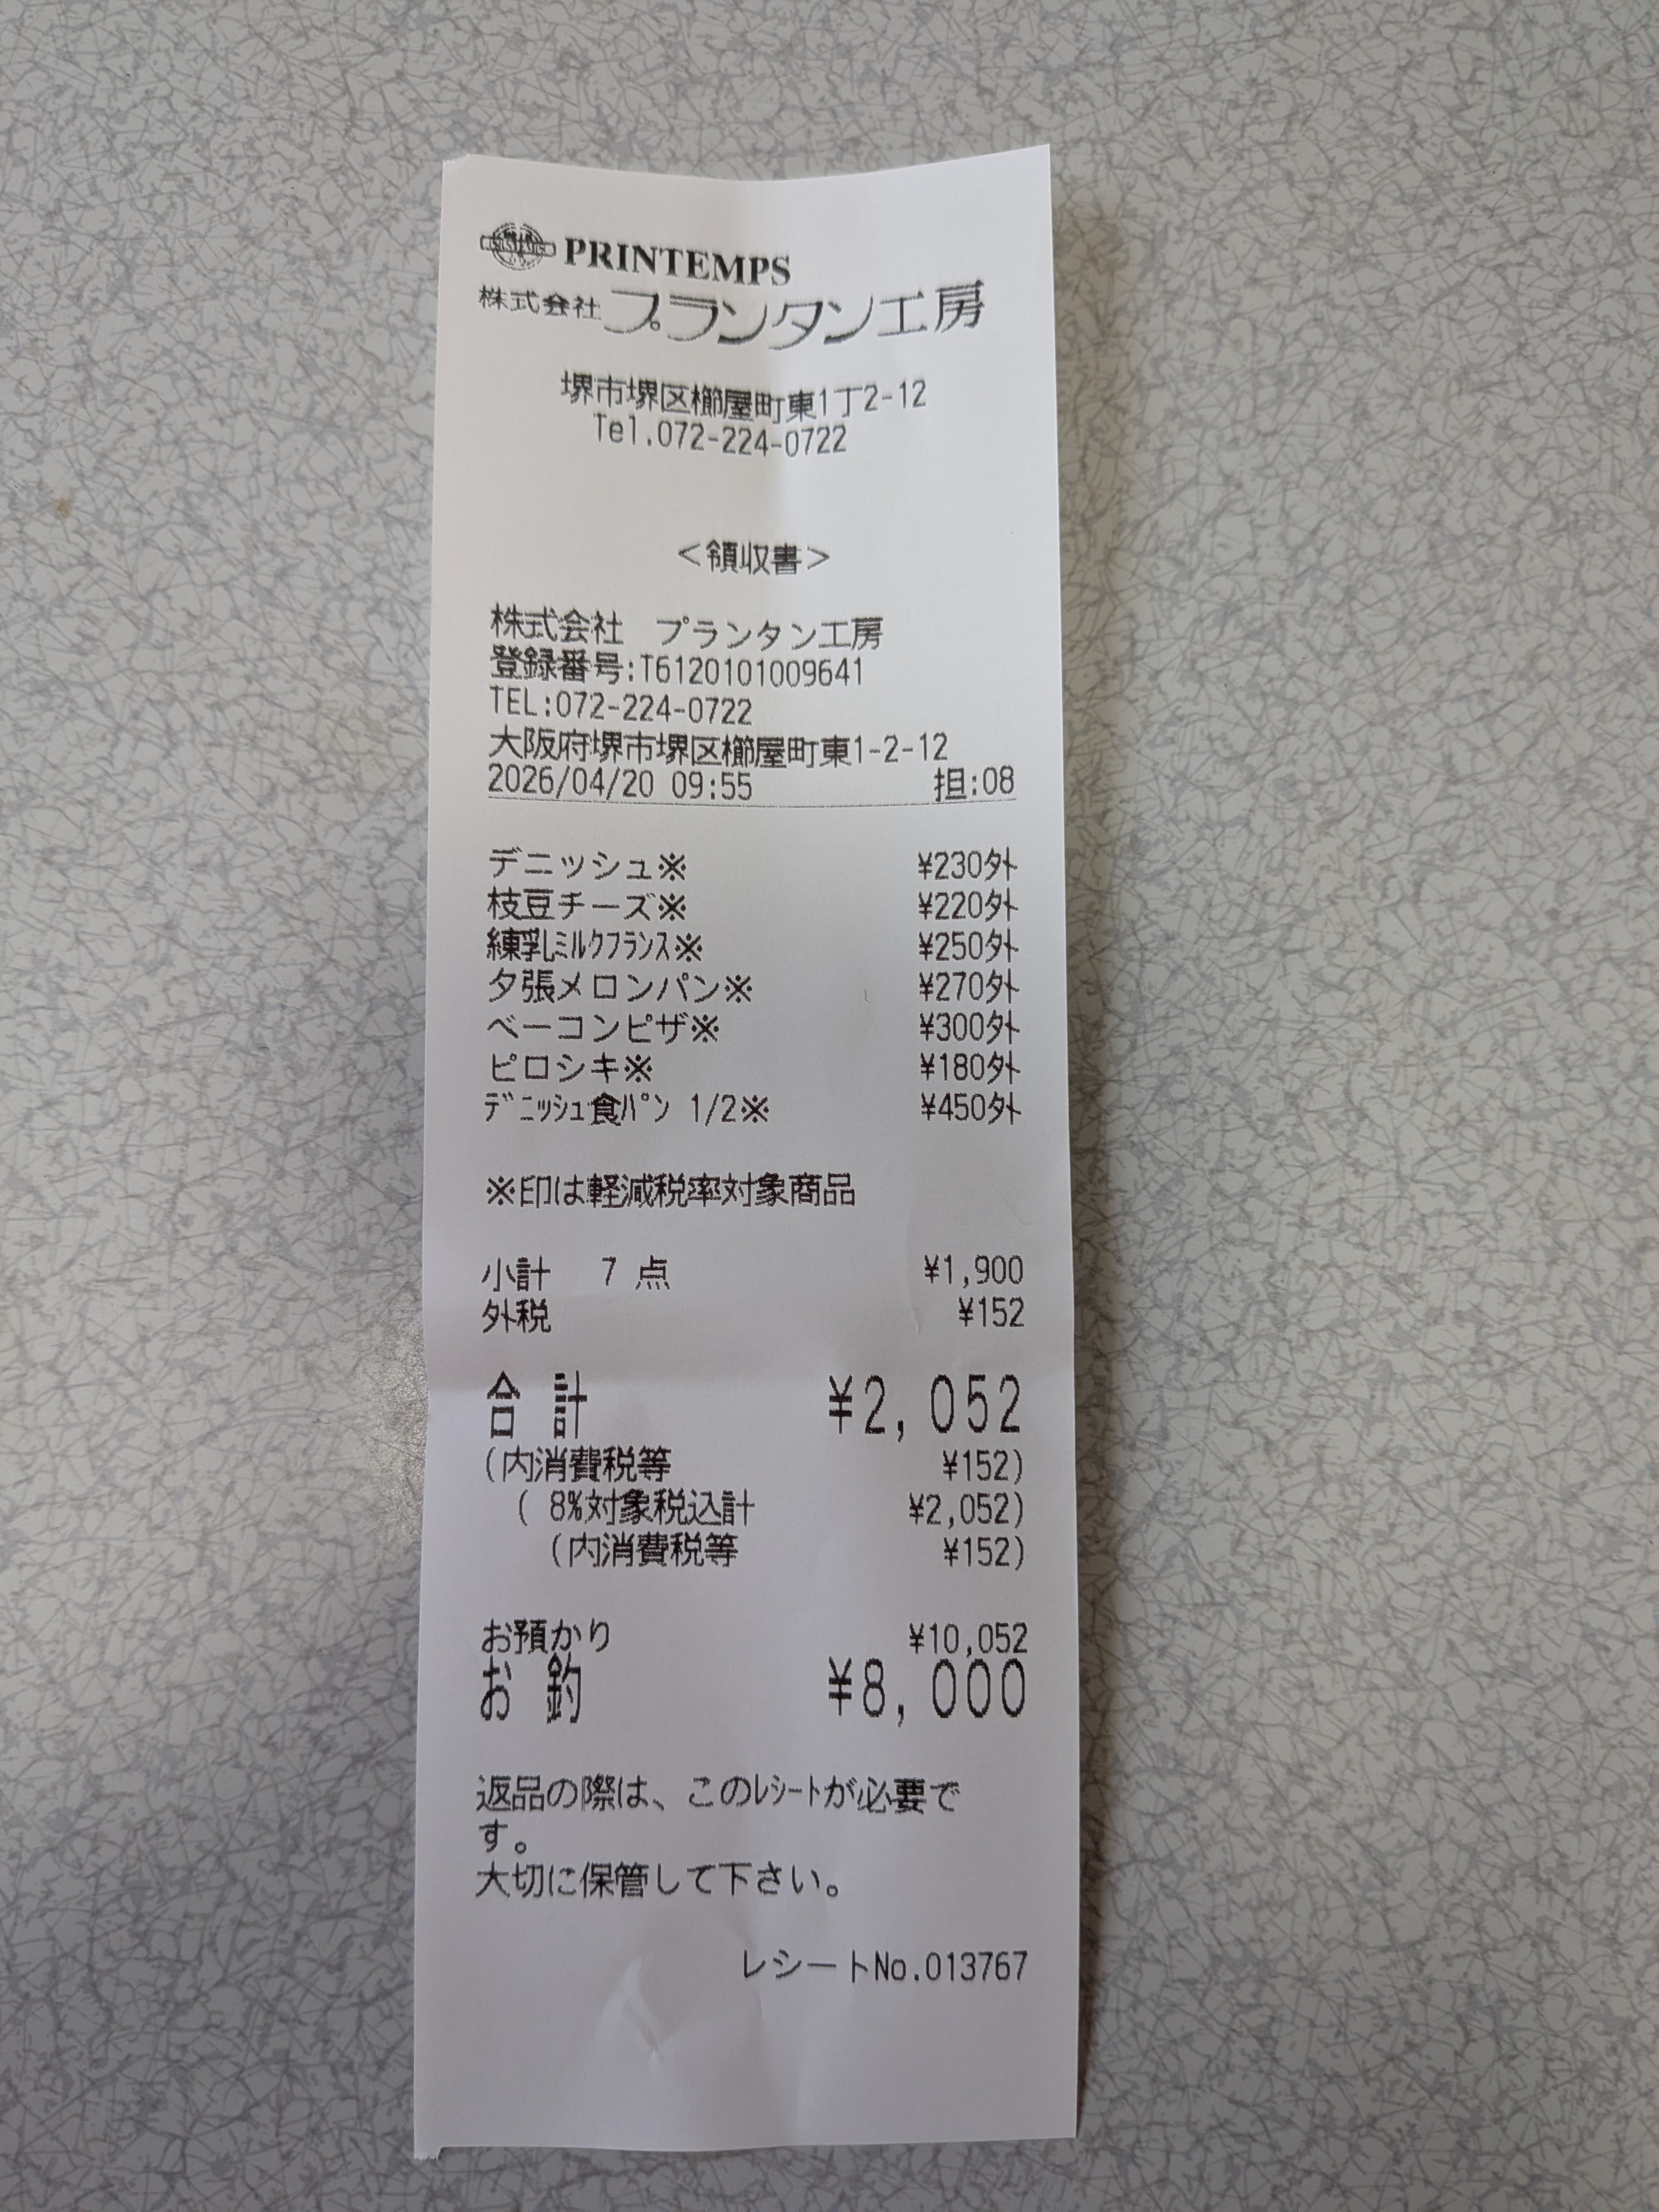 PRINTEMPS
株式会社プランタン工房
堺市堺区櫛屋町東1丁2-12
Tel.072-224-0722
<領収書>
株式会社 プランタン工房
登録番号:T6120101009641
TEL:072-224-0722
大阪府堺市堺区櫛屋町東1-2-12
2026/04/20 09:55 担:08
デニッシュ※ ¥230外
枝豆チーズ※ ¥220外
練乳ﾐﾙｸﾌﾗﾝｽ※ ¥250外
夕張メロンパン※ ¥270外
ベーコンピザ※ ¥300外
ピロシキ※ ¥180外
ﾃﾞﾆｯｼｭ食ﾊﾟﾝ 1/2※ ¥450外
※印は軽減税率対象商品
小計 7 点 ¥1,900
外税 ¥152
合計 ¥2,052
(内消費税等 ¥152)
( 8%対象税込計 ¥2,052)
(内消費税等 ¥152)
お預かり ¥10,052
お釣 ¥8,000
返品の際は、このﾚｼｰﾄが必要で
す。
大切に保管して下さい。
レシートNo.013767